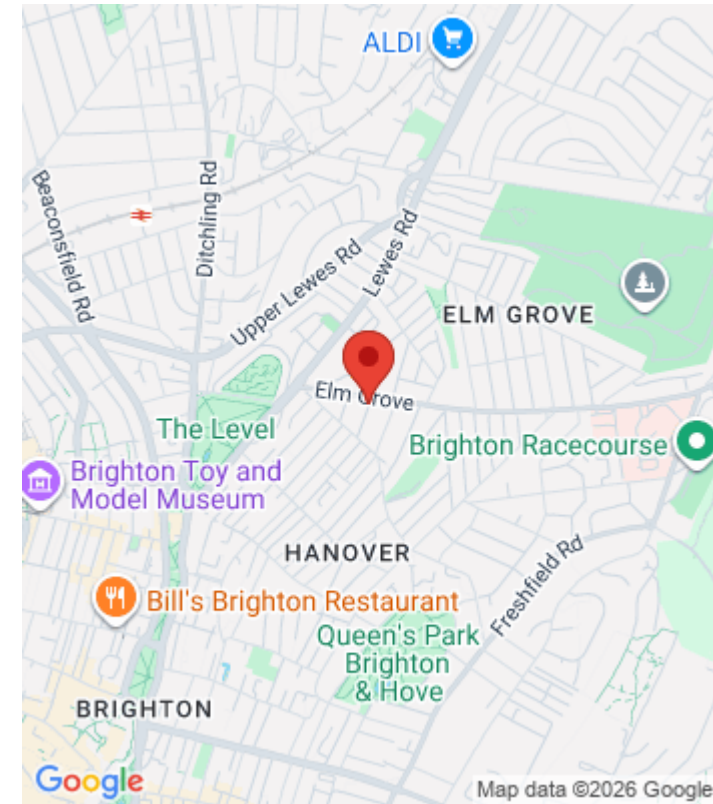 ALDI
Beaconsfield Rd
Ditchling Rd
Upper Lewes Rd
Lewes Rd
ELM GROVE
Elm Grove
The Level
Brighton Racecourse
Brighton Toy and
Model Museum
HANOVER
Freshfield Rd
Bill's Brighton Restaurant
Queen's Park
Brighton
& Hove
BRIGHTON
Google
Map data ©2026 Google